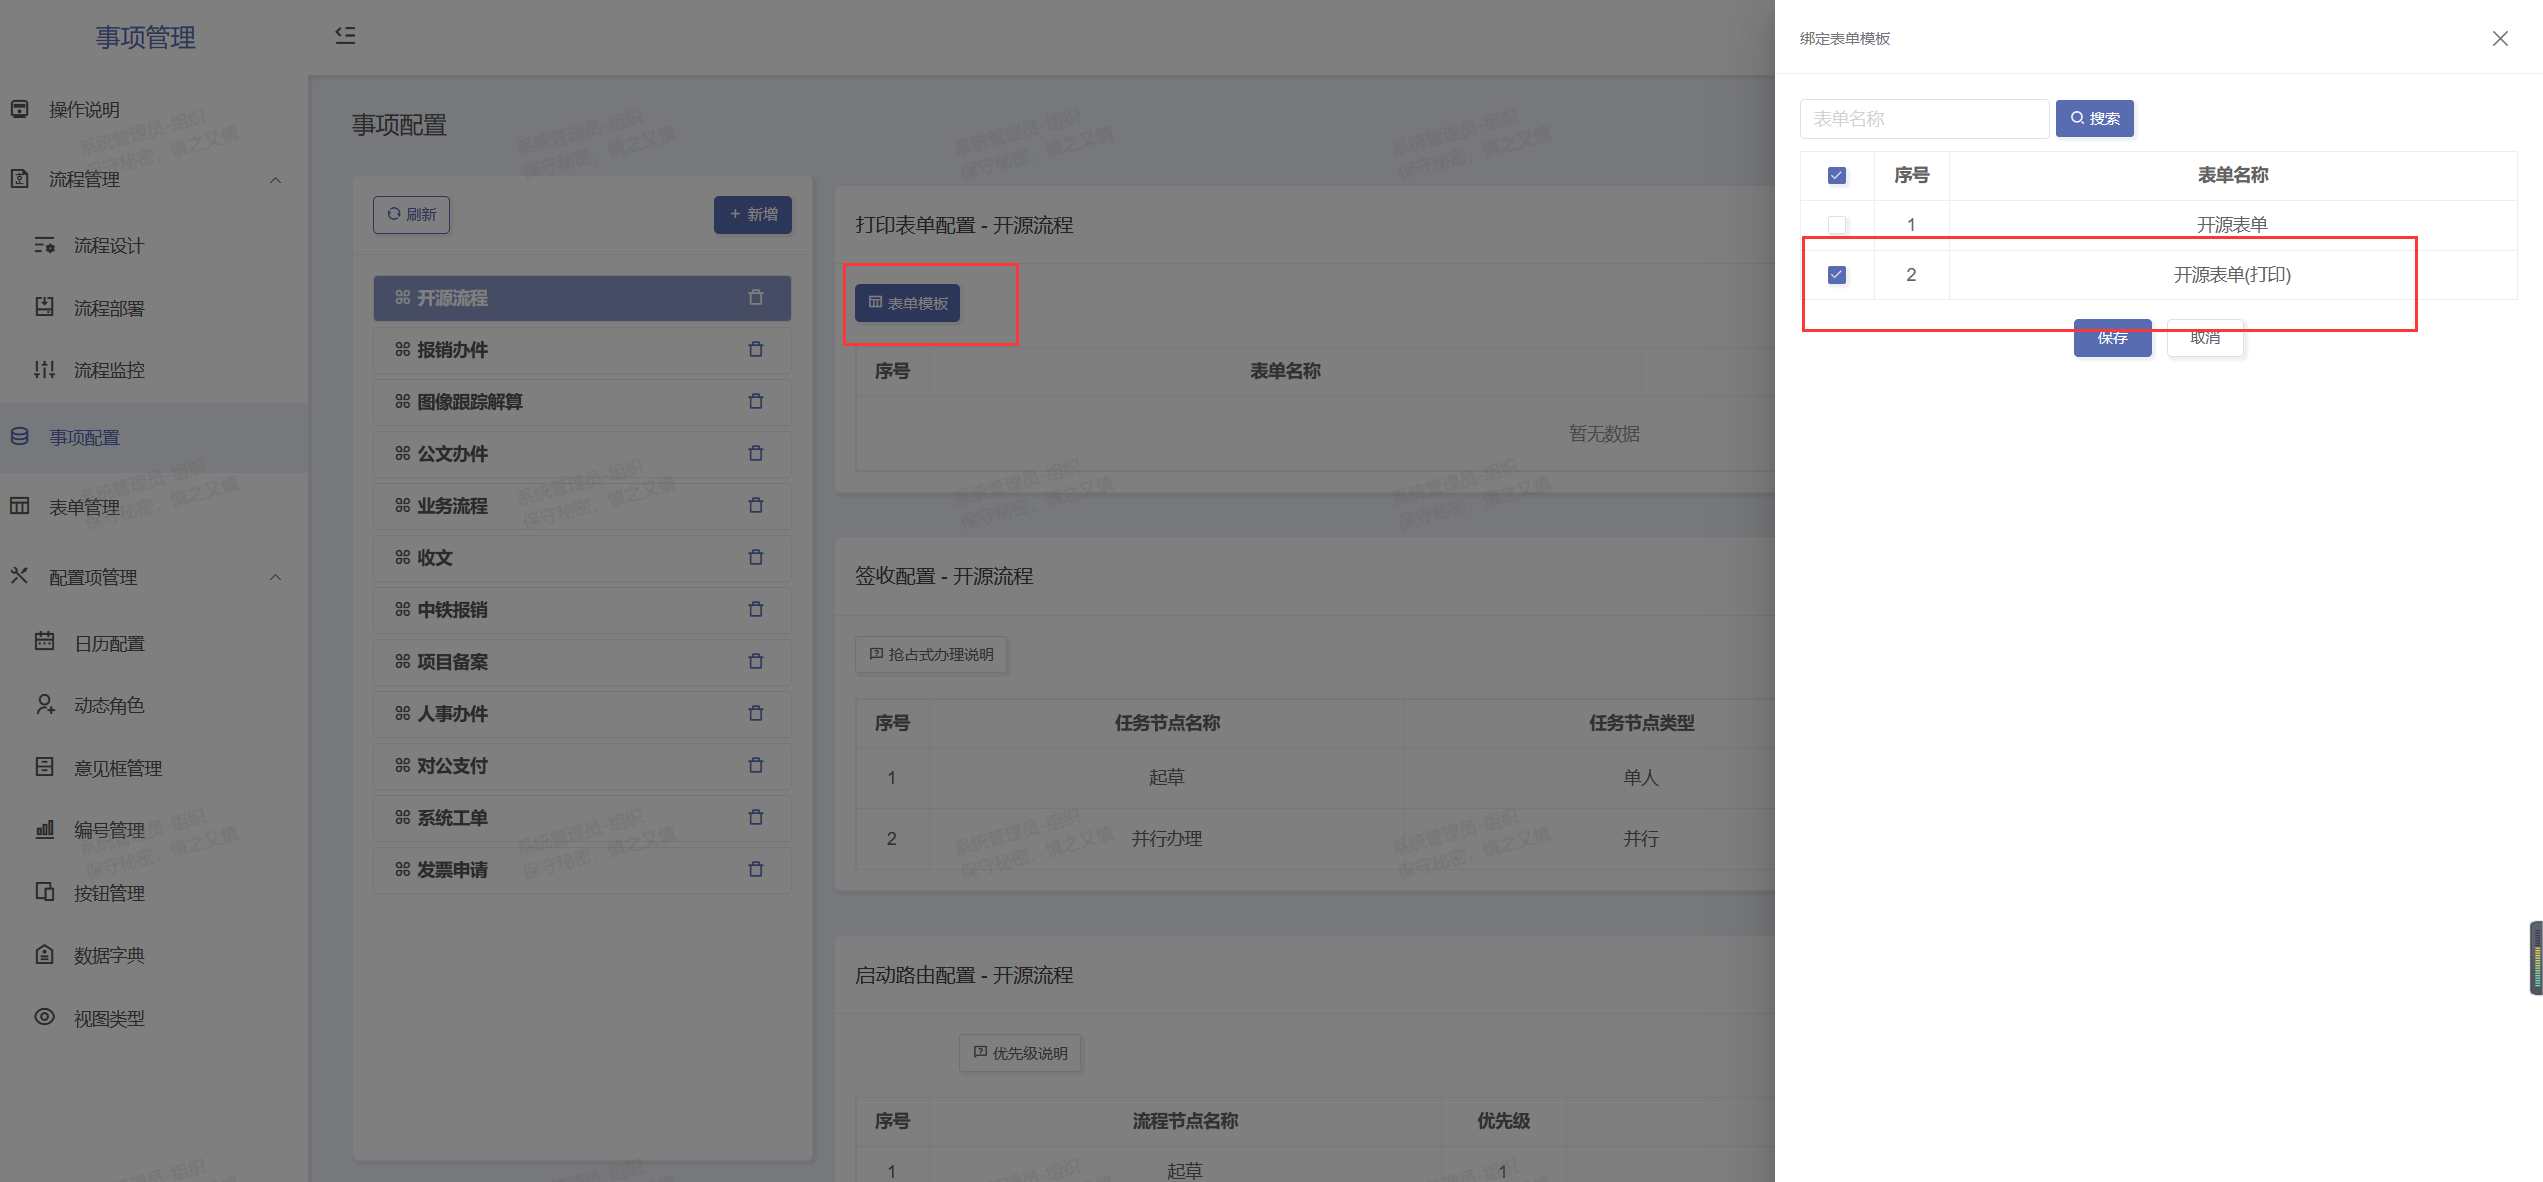 事项管理
操作说明
流程管理
流程设计
流程部署
流程监控
事项配置
表单管理
配置项管理
日历配置
动态角色
意见框管理
编号管理
按钮管理
数据字典
视图类型
事项配置
刷新
新增
开源流程
报销办件
图像跟踪解算
公文办件
业务流程
收文
中铁报销
项目备案
人事办件
对公支付
系统工单
发票申请
打印表单配置 - 开源流程
表单模板
序号 表单名称
暂无数据
签收配置 - 开源流程
抢占式办理说明
序号 任务节点名称 任务节点类型
1 起草 单人
2 并行办理 并行
启动路由配置 - 开源流程
优先级说明
序号 流程节点名称 优先级
1 起草 1
绑定表单模板
表单名称
搜索
序号 表单名称
1 开源表单
2 开源表单(打印)
保存 取消
系统管理员-组织
保守秘密，慎之又慎